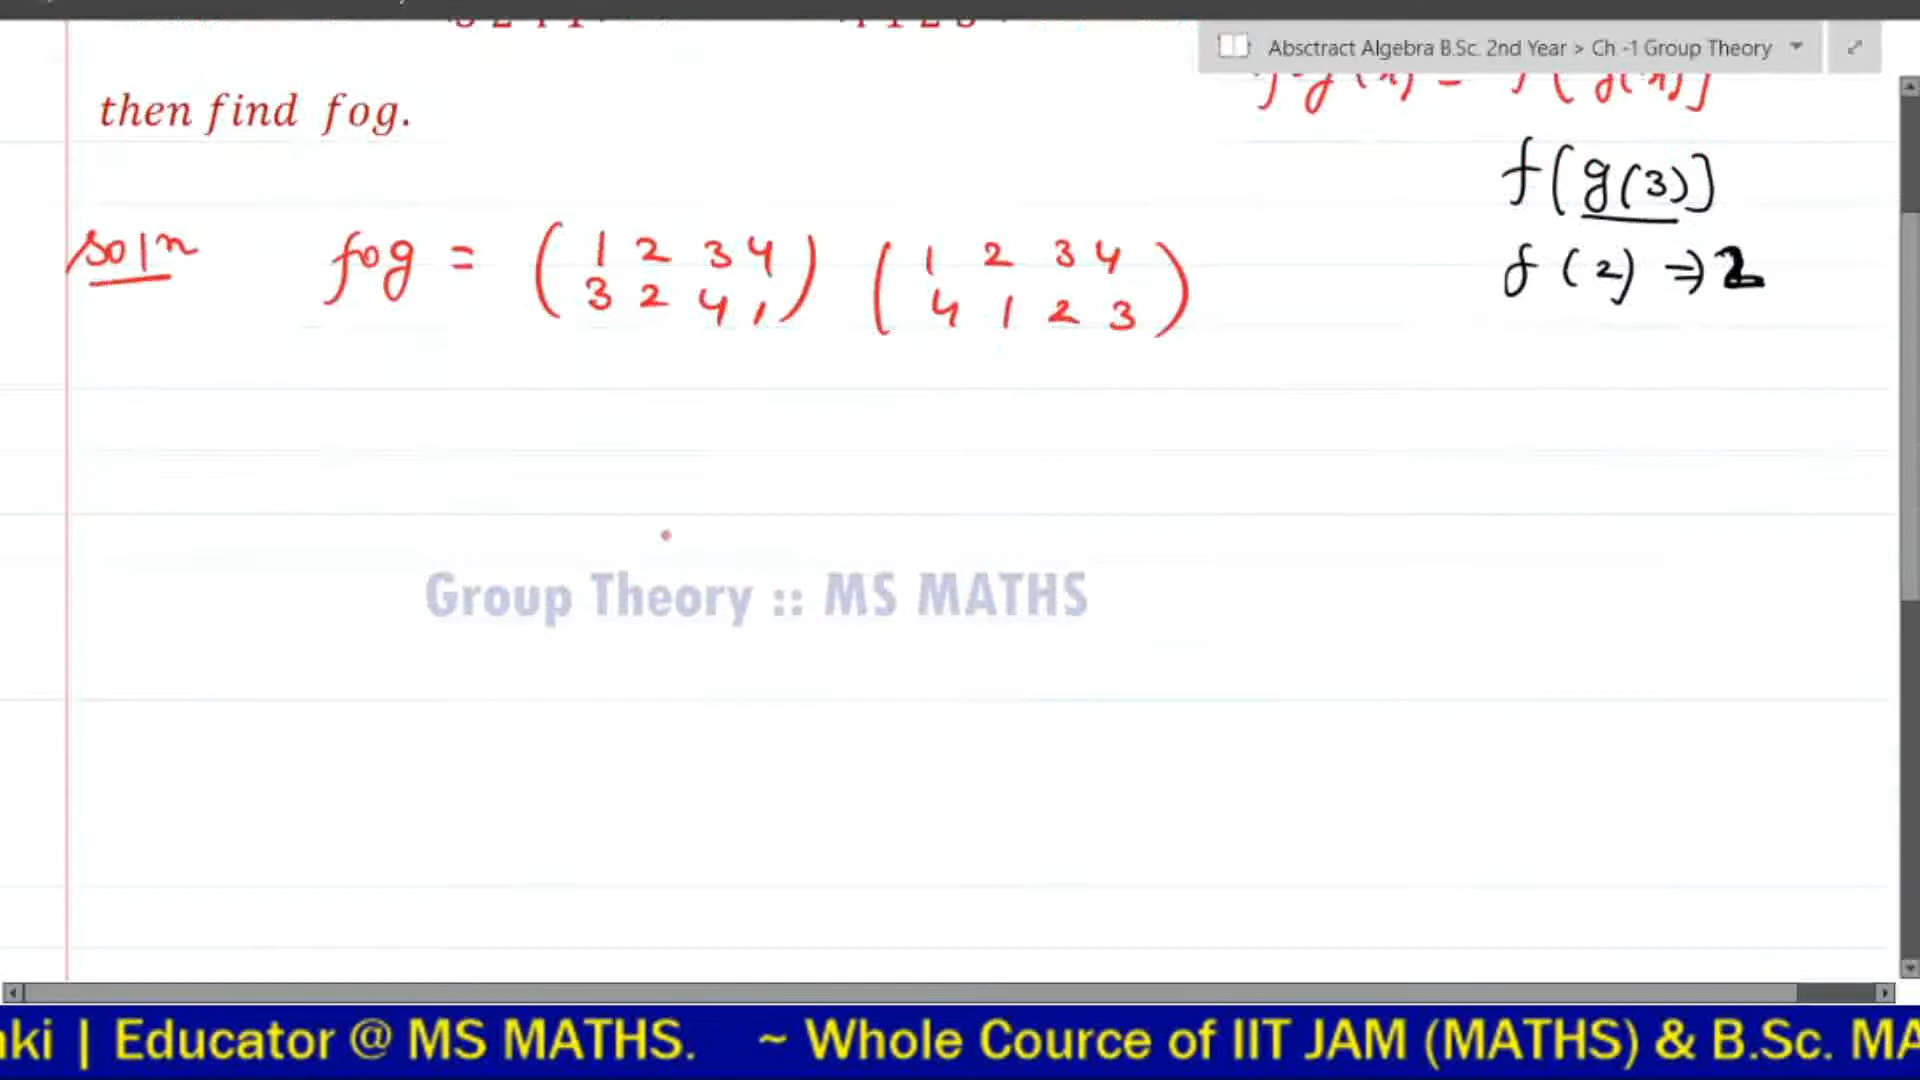 Absctract Algebra B.Sc. 2nd Year > Ch -1 Group Theory
then find fog.
f[g(3)]
f(2) ⇒ 2
Soln fog = (1 2 3 4) (1 2 3 4)
3 2 4 1 4 1 2 3
Group Theory :: MS MATHS
nki | Educator @ MS MATHS. ~ Whole Cource of IIT JAM (MATHS) & B.Sc. MA